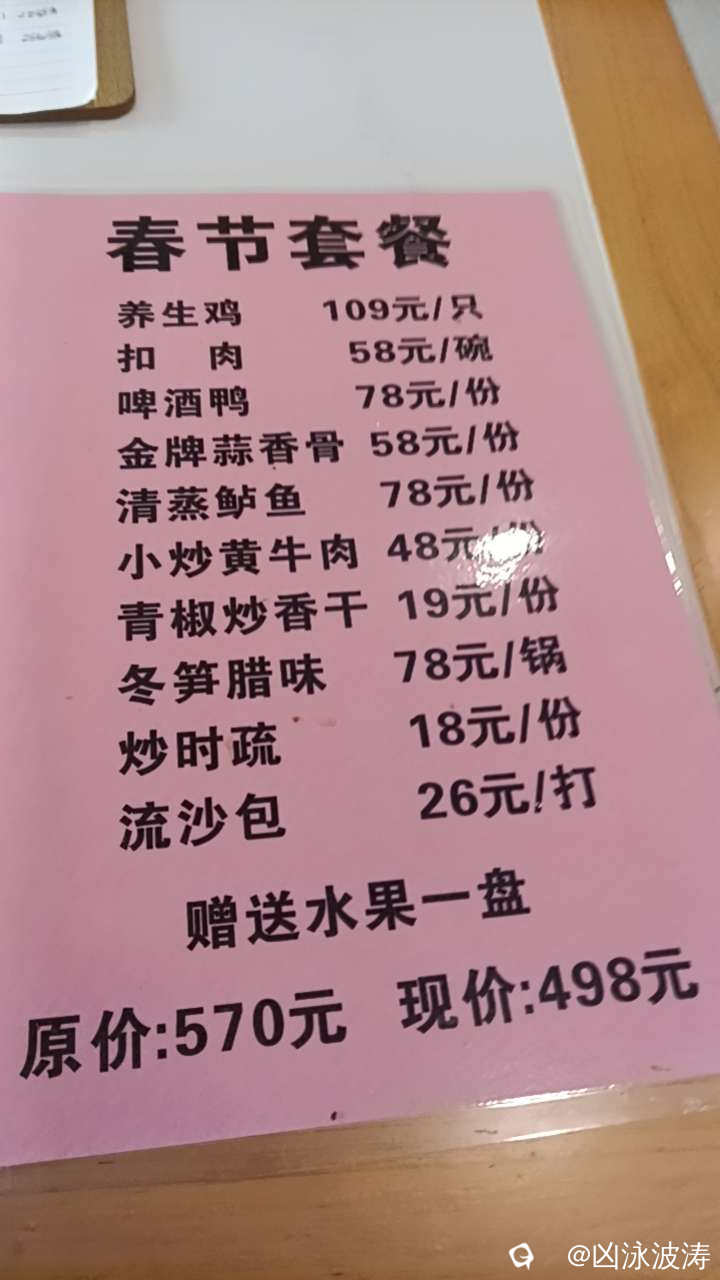 春节套餐
养生鸡 109元/只
扣 肉 58元/碗
啤酒鸭 78元/份
金牌蒜香骨 58元/份
清蒸鲈鱼 78元/份
小炒黄牛肉 48元/份
青椒炒香干 19元/份
冬笋腊味 78元/锅
炒时疏 18元/份
流沙包 26元/打
赠送水果一盘
原价:570元 现价:498元
@凶泳波涛